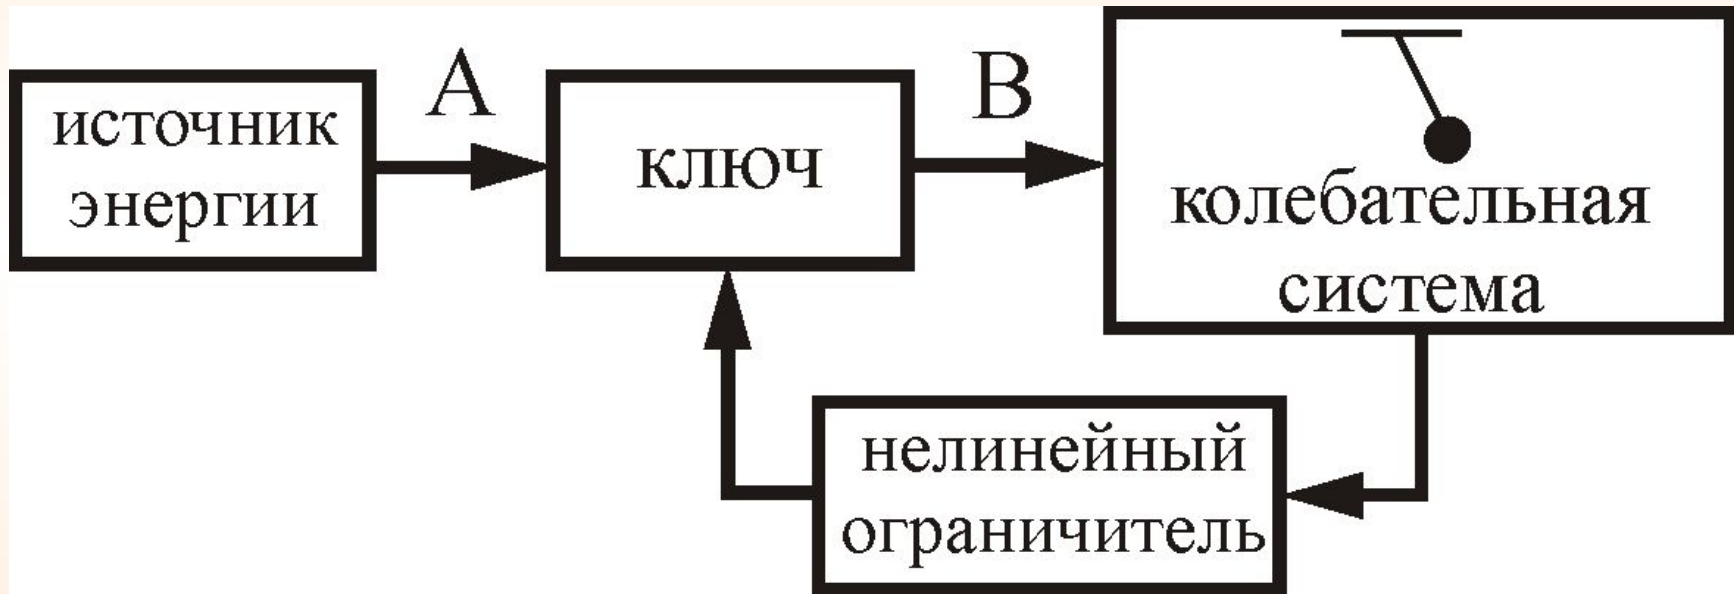 источник
энергии
А
ключ
В
колебательная
система
нелинейный
ограничитель